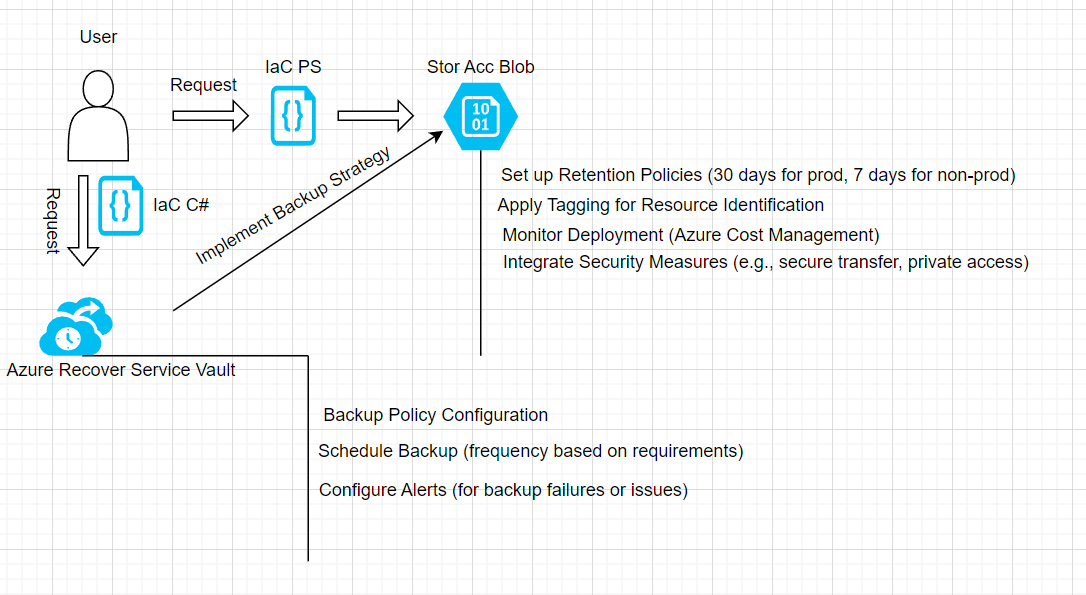 User
IaC PS
Stor Acc Blob
Request
{}
10
01
Implement Backup Strategy
Set up Retention Policies (30 days for prod, 7 days for non-prod)
Request
{}
IaC C#
Apply Tagging for Resource Identification
Monitor Deployment (Azure Cost Management)
Integrate Security Measures (e.g., secure transfer, private access)
Azure Recover Service Vault
Backup Policy Configuration
Schedule Backup (frequency based on requirements)
Configure Alerts (for backup failures or issues)